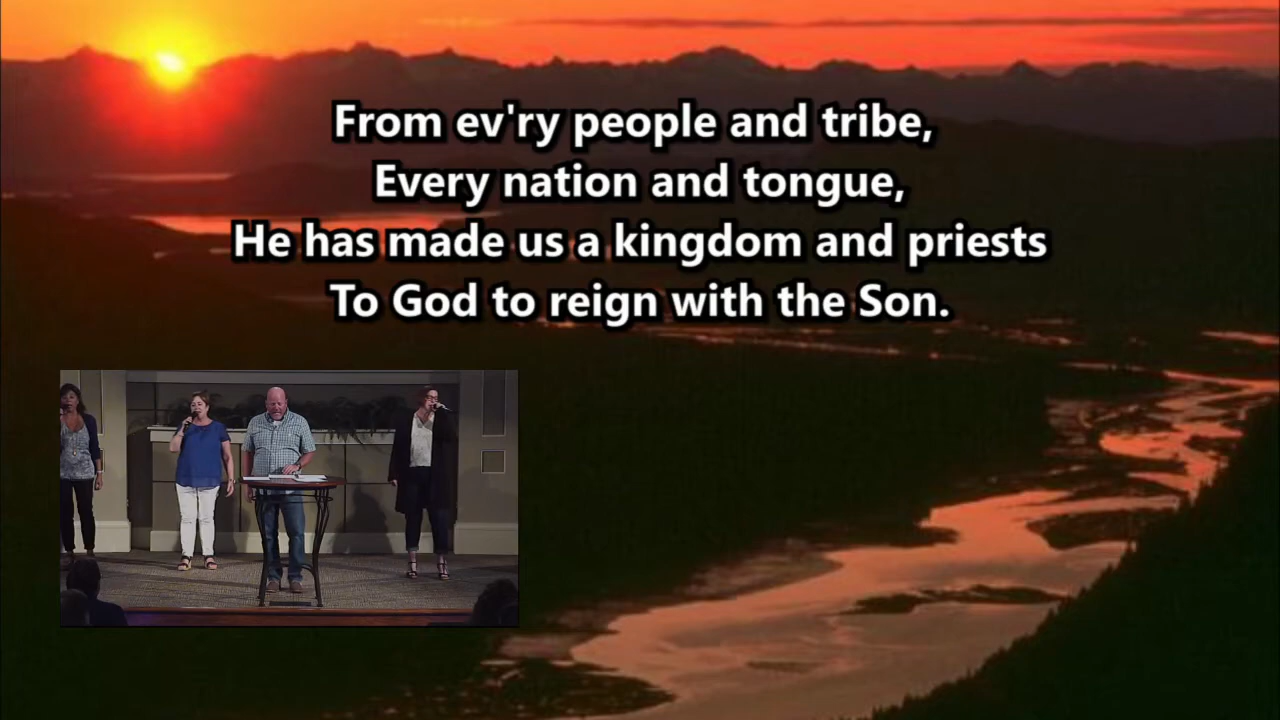 From ev'ry people and tribe,
Every nation and tongue,
He has made us a kingdom and priests
To God to reign with the Son.